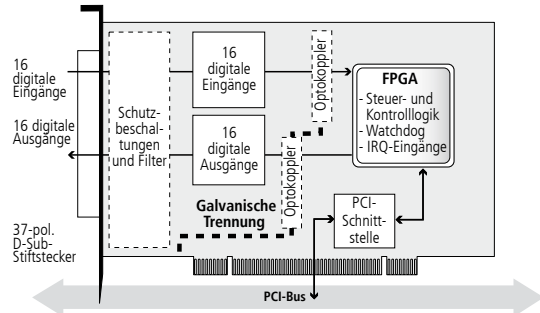 16
digitale
Eingänge
16 digitale
Ausgänge
37-pol.
D-Sub-
Stiftstecker
Schutz-
beschal-
tungen
und Filter
16
digitale
Eingänge
16
digitale
Ausgänge
Optokoppler
Optokoppler
Galvanische
Trennung
FPGA
- Steuer- und
Kontrolllogik
- Watchdog
- IRQ-Eingänge
PCI-
Schnitt-
stelle
PCI-Bus